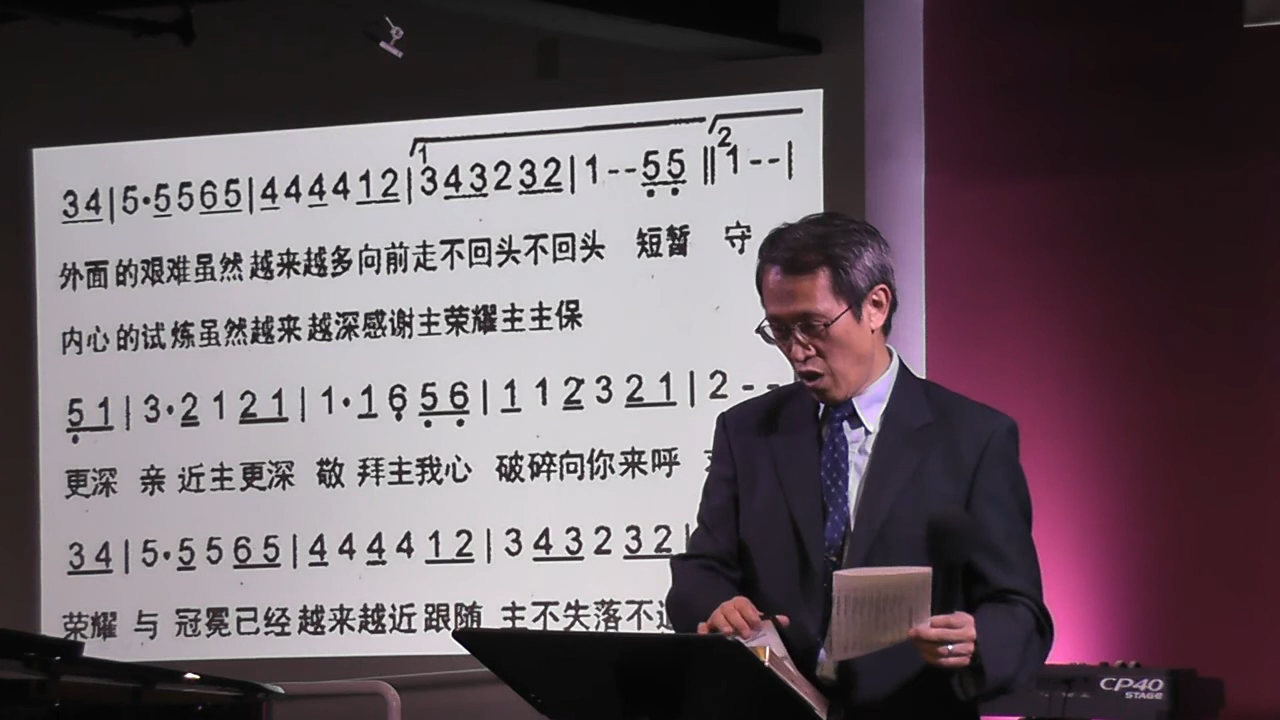 1 2
34|5·5565|444412|343232|1--55‖1--|
外面的艰难虽然越来越多向前走不回头不回头 短暂 守
内心的试炼虽然越来越深感谢主荣耀主主保
51|3·2121|1·1656|112321|2--
更深 亲近主更深 敬拜主我心 破碎向你来呼
34|5·5565|444412|343232|
荣耀 与 冠冕已经越来越近跟随 主不失落不
CP40
STAGE